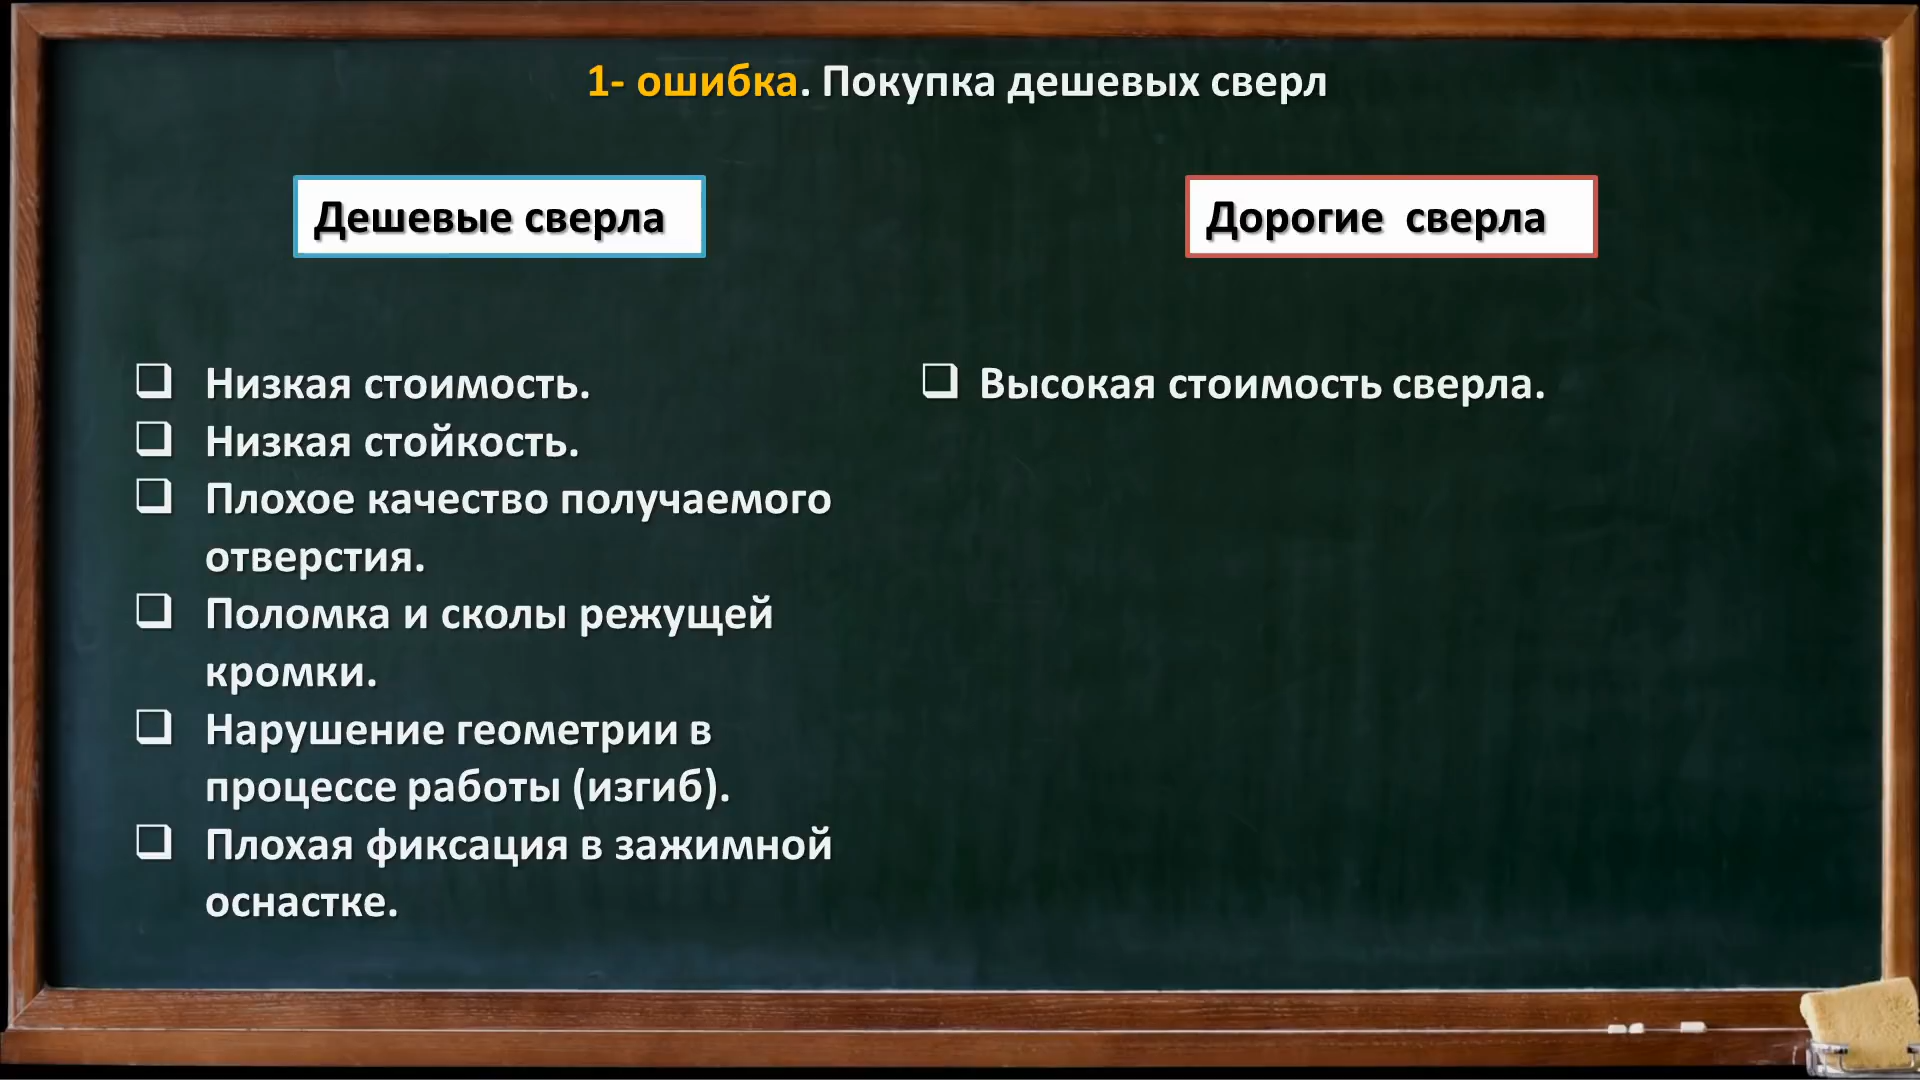 1- ошибка. Покупка дешевых сверл
Дешевые сверла
Дорогие  сверла
Низкая стоимость.
Низкая стойкость.
Плохое качество получаемого
отверстия.
Поломка и сколы режущей
кромки.
Нарушение геометрии в
процессе работы (изгиб).
Плохая фиксация в зажимной
оснастке.
Высокая стоимость сверла.